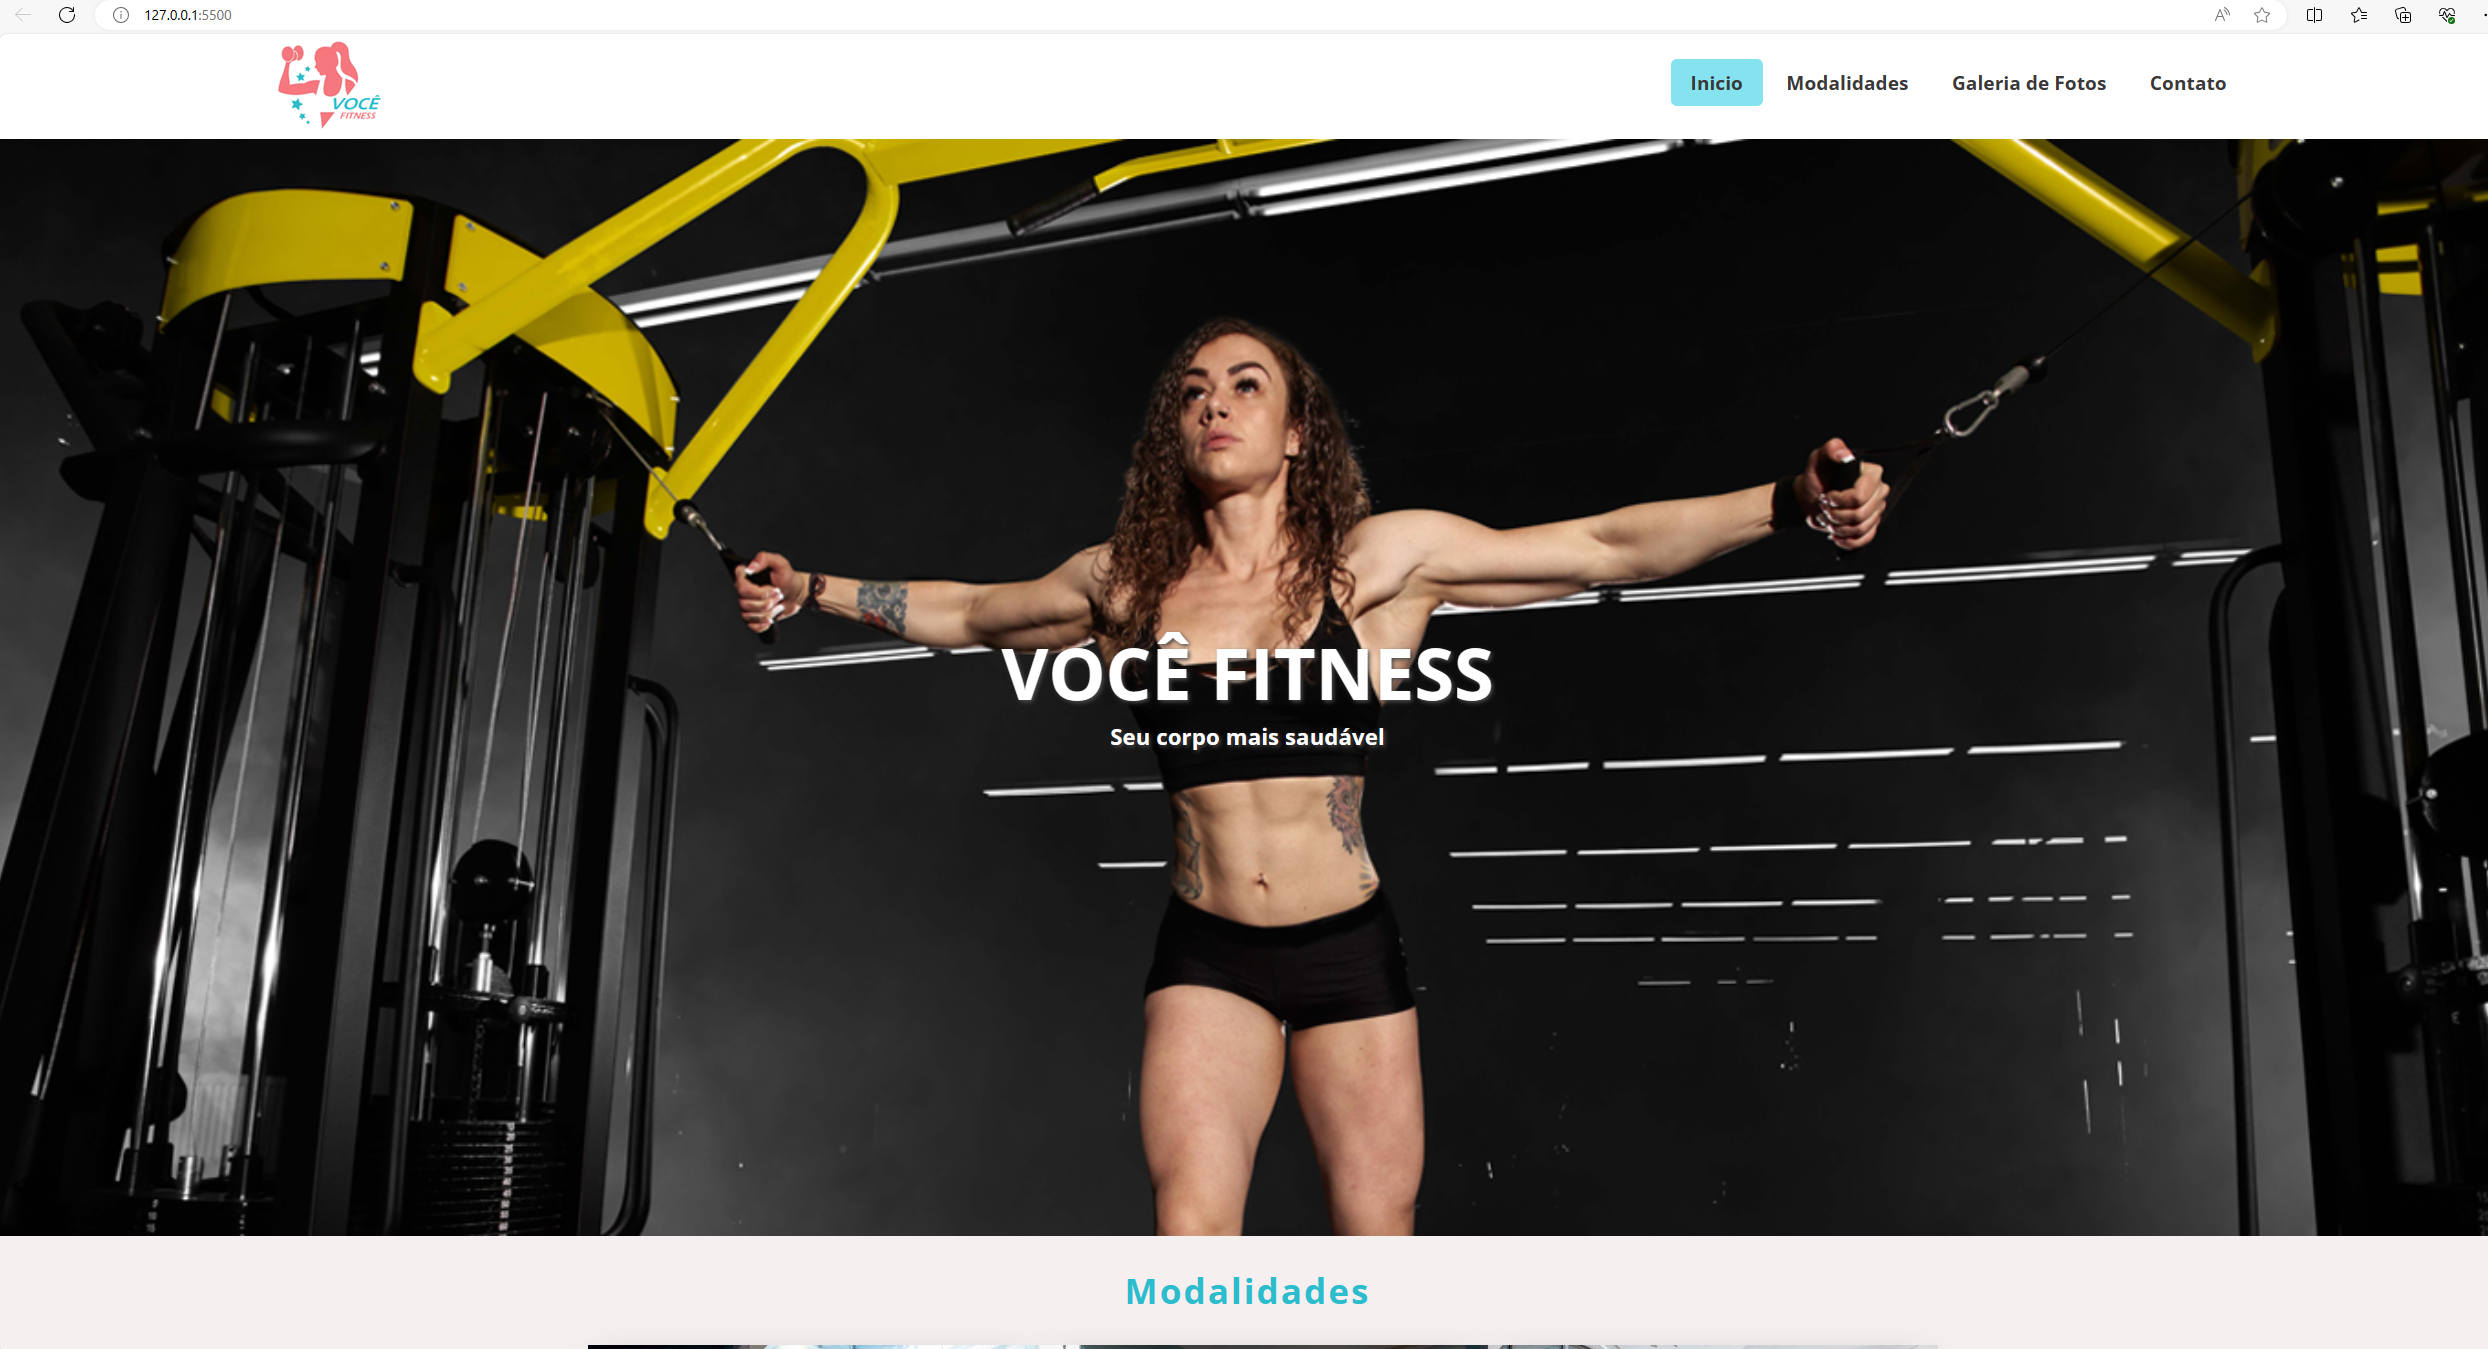 127.0.0.1:5500
VOCÊ
FITNESS
Inicio Modalidades Galeria de Fotos Contato
VOCÊ FITNESS
Seu corpo mais saudável
Modalidades